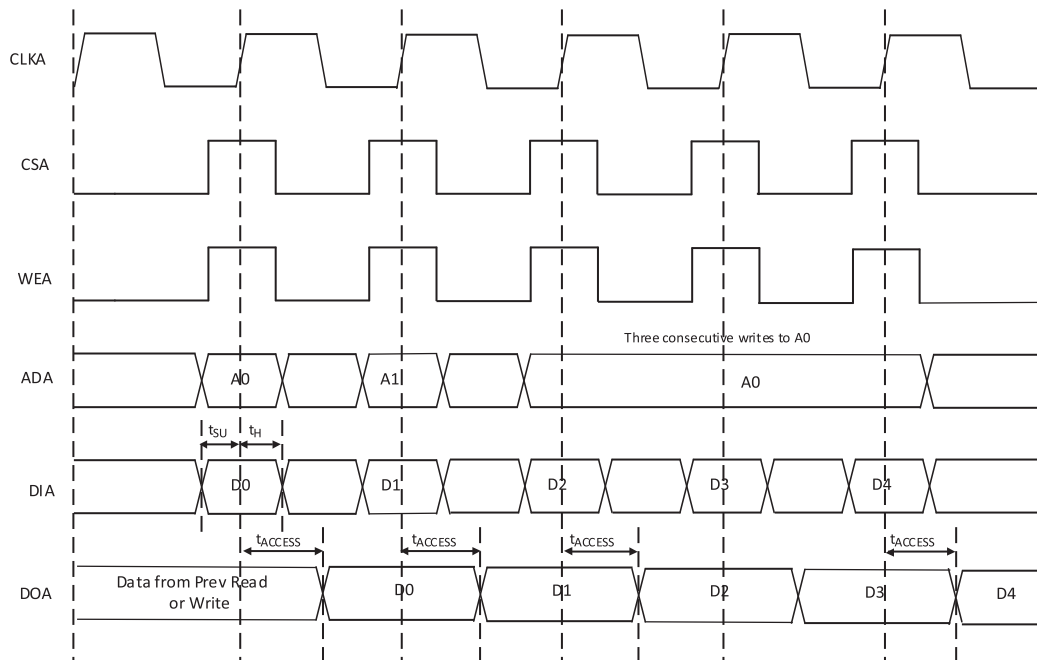 CLKA
CSA
WEA
Three consecutive writes to A0
ADA
A0
A1
A0
tSU
tH
DIA
D0
D1
D2
D3
D4
tACCESS
tACCESS
tACCESS
tACCESS
DOA
Data from Prev Read
or Write
D0
D1
D2
D3
D4